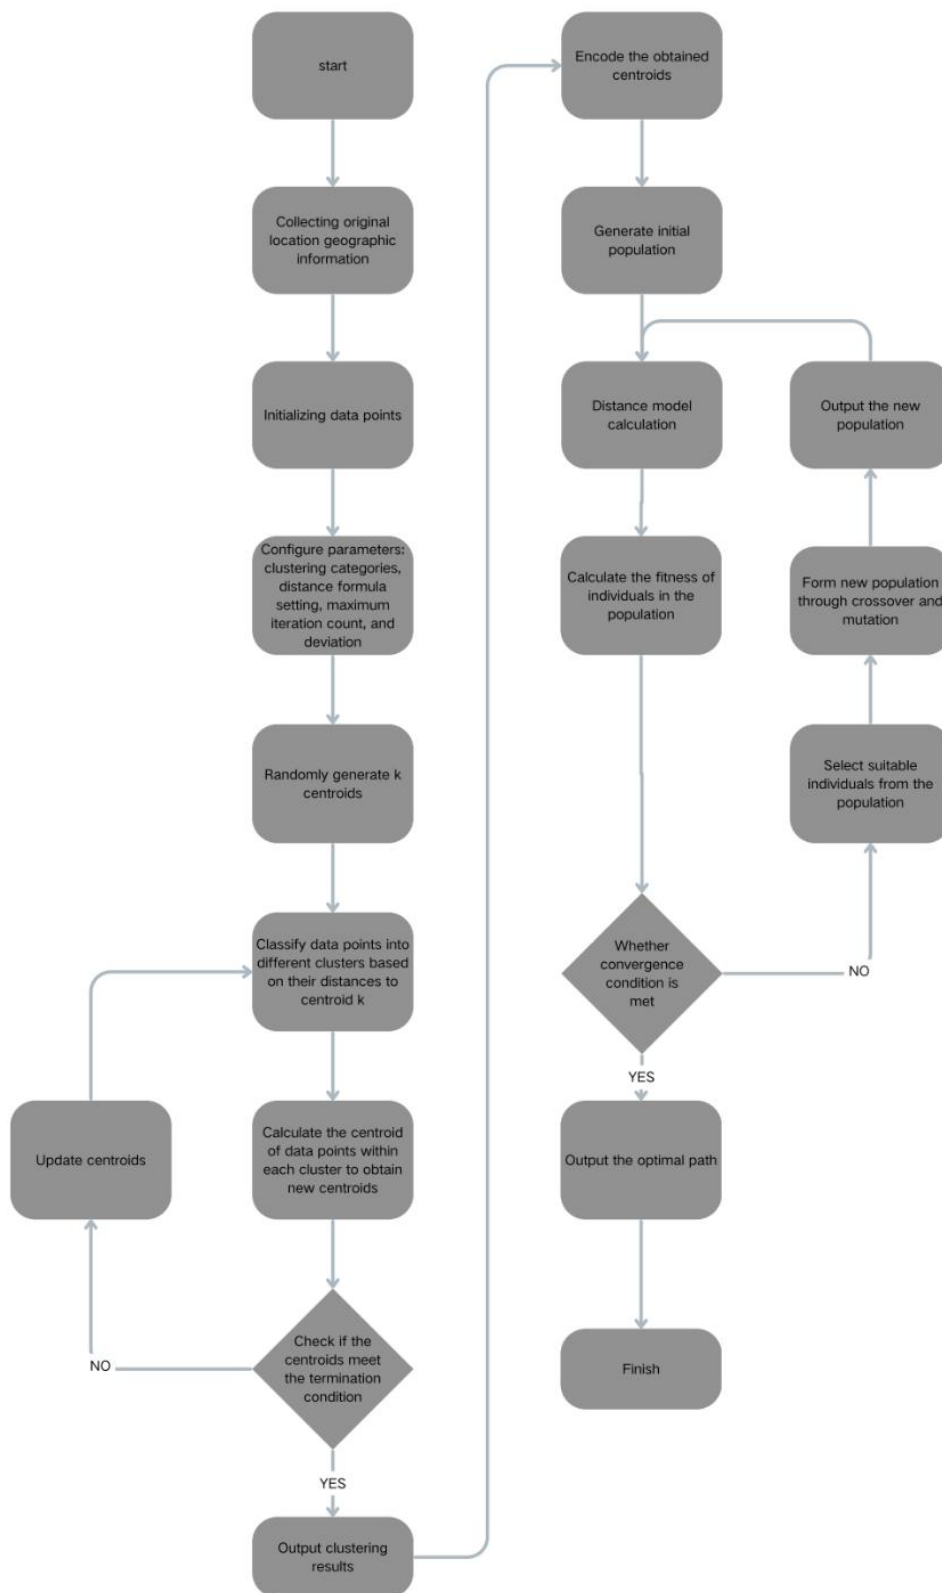 start
Collecting original
location geographic
information
Initializing data points
Configure parameters:
clustering categories,
distance formula
setting, maximum
iteration count, and
deviation
Randomly generate k
centroids
Classify data points into
different clusters based
on their distances to
centroid k
Calculate the centroid
of data points within
each cluster to obtain
new centroids
Update centroids
Check if the
centroids meet
the termination
condition
NO
YES
Output clustering
results
Encode the obtained
centroids
Generate initial
population
Distance model
calculation
Calculate the fitness of
individuals in the
population
Whether
convergence
condition is
met
NO
Select suitable
individuals from the
population
Form new population
through crossover and
mutation
Output the new
population
YES
Output the optimal path
Finish